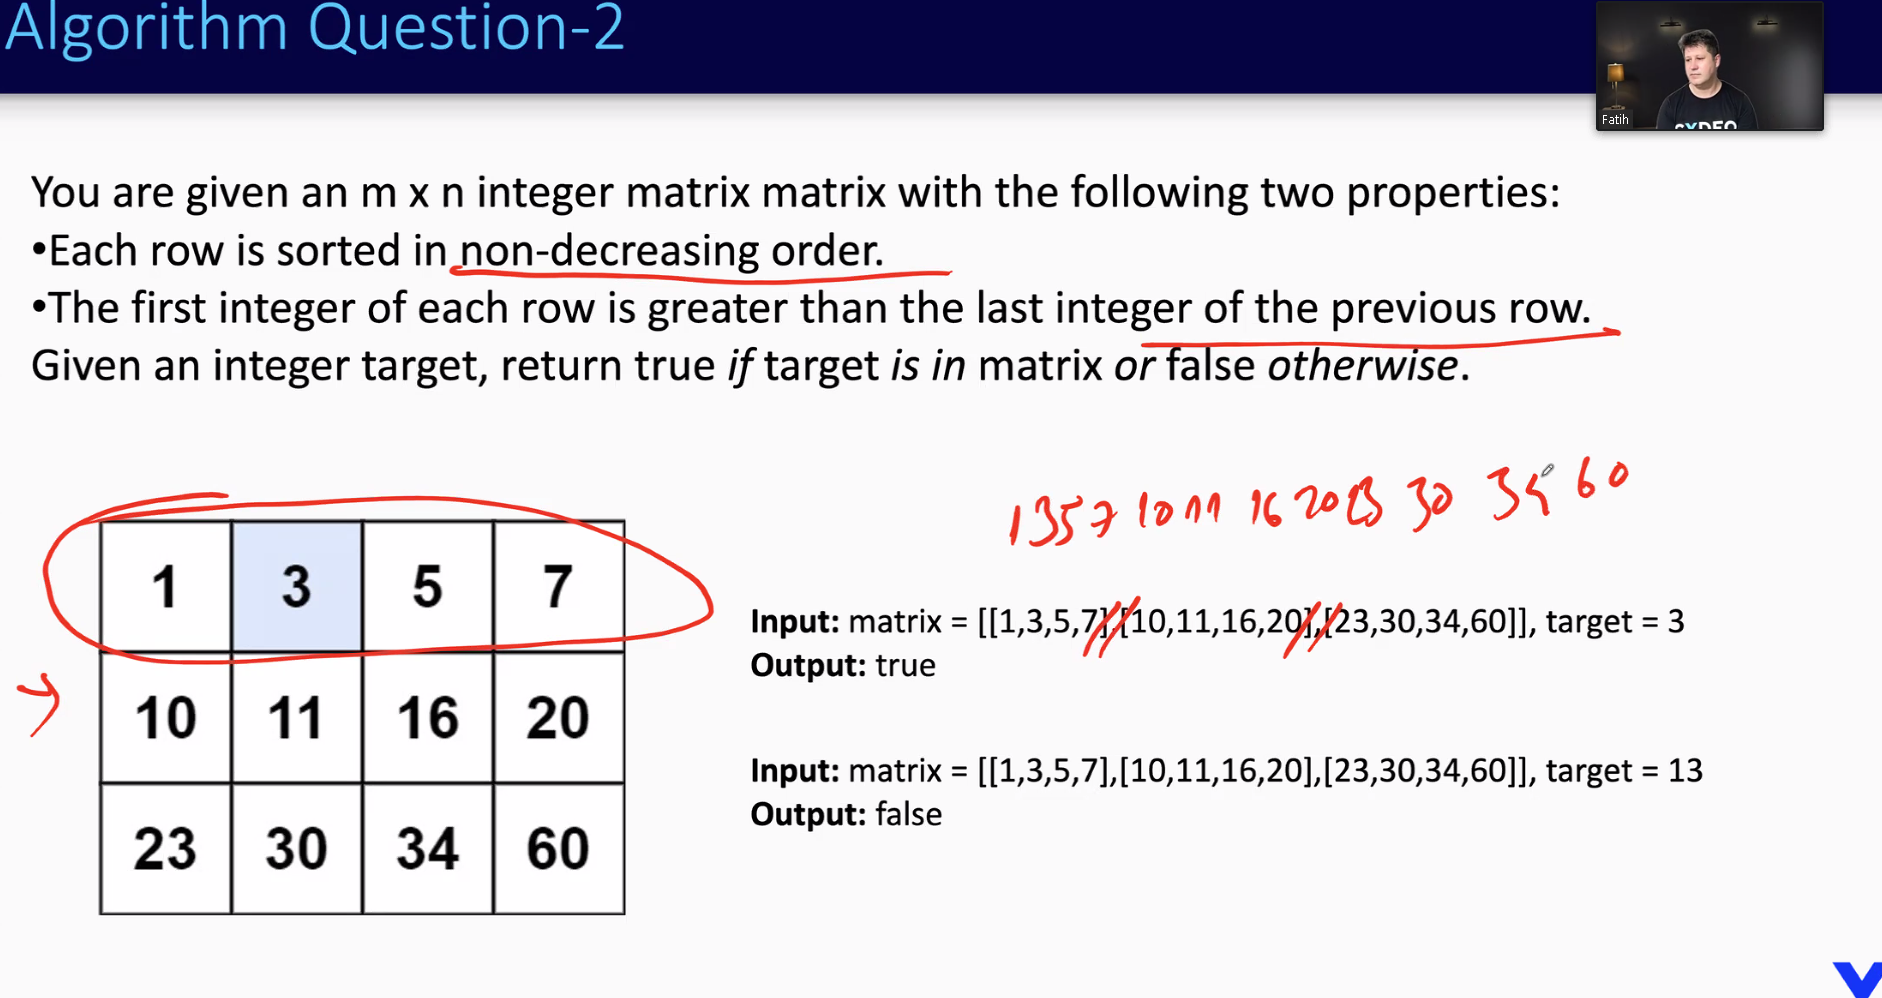 Algorithm Question-2
Fatih
You are given an m x n integer matrix matrix with the following two properties:
•Each row is sorted in non-decreasing order.
•The first integer of each row is greater than the last integer of the previous row.
Given an integer target, return true if target is in matrix or false otherwise.
1 3 5 7 10 11 16 20 23 30 34 60
1 3 5 7
10 11 16 20
23 30 34 60
Input: matrix = [[1,3,5,7],[10,11,16,20],[23,30,34,60]], target = 3
Output: true
Input: matrix = [[1,3,5,7],[10,11,16,20],[23,30,34,60]], target = 13
Output: false